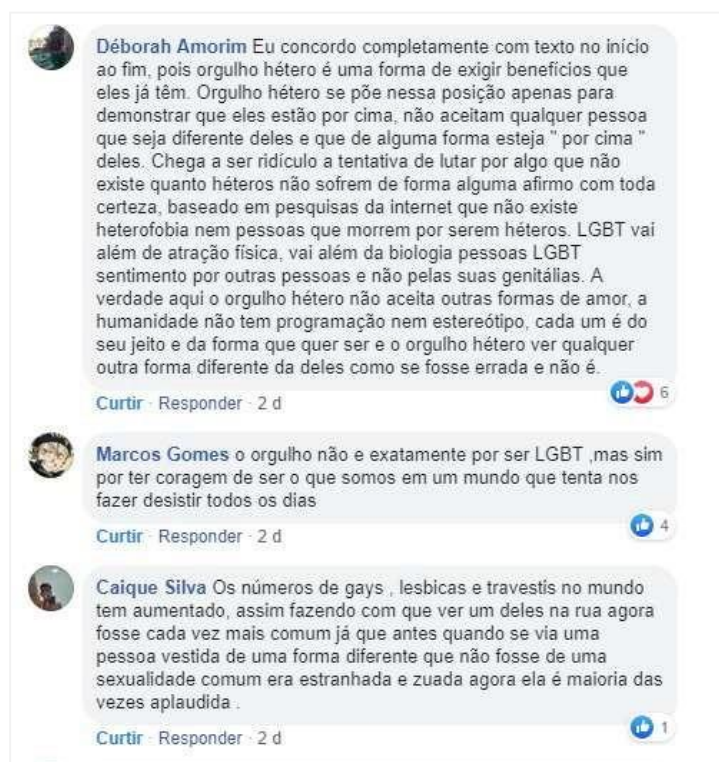 Déborah Amorim Eu concordo completamente com texto no início
ao fim, pois orgulho hétero é uma forma de exigir benefícios que
eles já têm. Orgulho hétero se põe nessa posição apenas para
demonstrar que eles estão por cima, não aceitam qualquer pessoa
que seja diferente deles e que de alguma forma esteja " por cima "
deles. Chega a ser ridículo a tentativa de lutar por algo que não
existe quanto héteros não sofrem de forma alguma afirmo com toda
certeza, baseado em pesquisas da internet que não existe
heterofobia nem pessoas que morrem por serem héteros. LGBT vai
além de atração física, vai além da biologia pessoas LGBT
sentimento por outras pessoas e não pelas suas genitálias. A
verdade aqui o orgulho hétero não aceita outras formas de amor, a
humanidade não tem programação nem estereótipo, cada um é do
seu jeito e da forma que quer ser e o orgulho hétero ver qualquer
outra forma diferente da deles como se fosse errada e não é.
6
Curtir · Responder · 2 d
Marcos Gomes o orgulho não e exatamente por ser LGBT ,mas sim
por ter coragem de ser o que somos em um mundo que tenta nos
fazer desistir todos os dias
4
Curtir · Responder · 2 d
Caique Silva Os números de gays , lesbicas e travestis no mundo
tem aumentado, assim fazendo com que ver um deles na rua agora
fosse cada vez mais comum já que antes quando se via uma
pessoa vestida de uma forma diferente que não fosse de uma
sexualidade comum era estranhada e zuada agora ela é maioria das
vezes aplaudida .
1
Curtir · Responder · 2 d